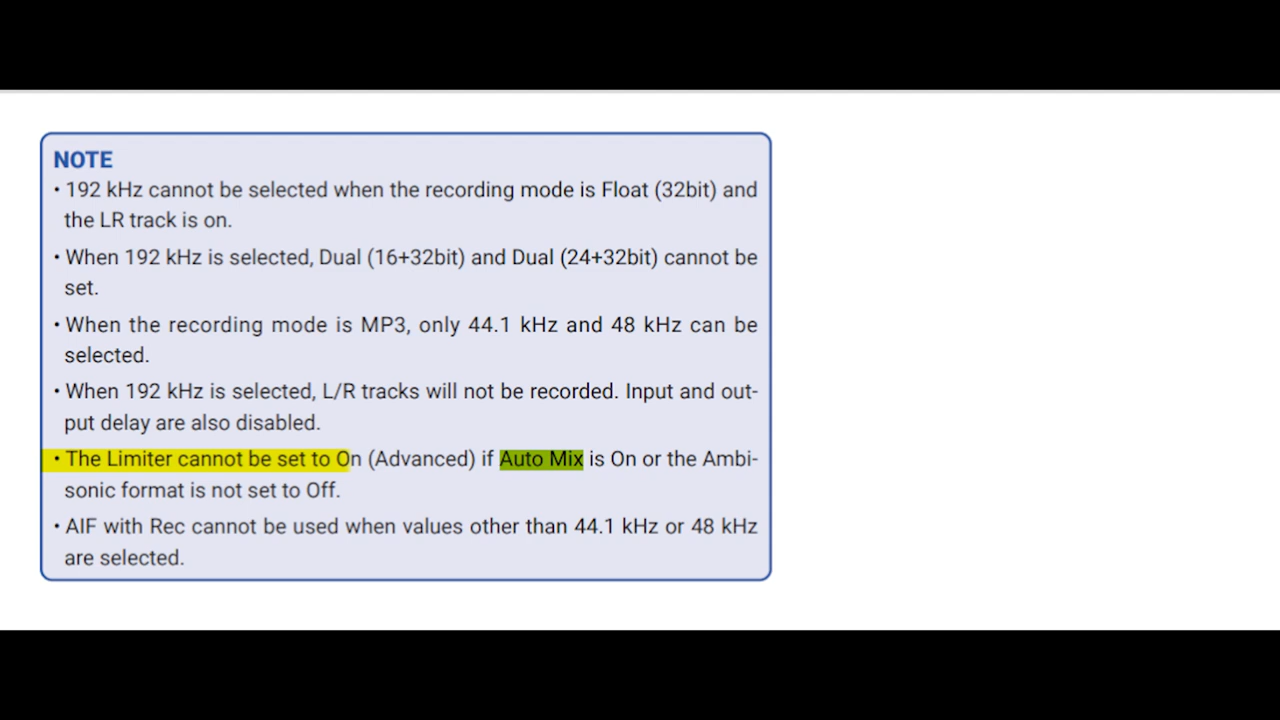 NOTE
• 192 kHz cannot be selected when the recording mode is Float (32bit) and
the LR track is on.
• When 192 kHz is selected, Dual (16+32bit) and Dual (24+32bit) cannot be
set.
• When the recording mode is MP3, only 44.1 kHz and 48 kHz can be
selected.
• When 192 kHz is selected, L/R tracks will not be recorded. Input and out-
put delay are also disabled.
• The Limiter cannot be set to On (Advanced) if Auto Mix is On or the Ambi-
sonic format is not set to Off.
• AIF with Rec cannot be used when values other than 44.1 kHz or 48 kHz
are selected.